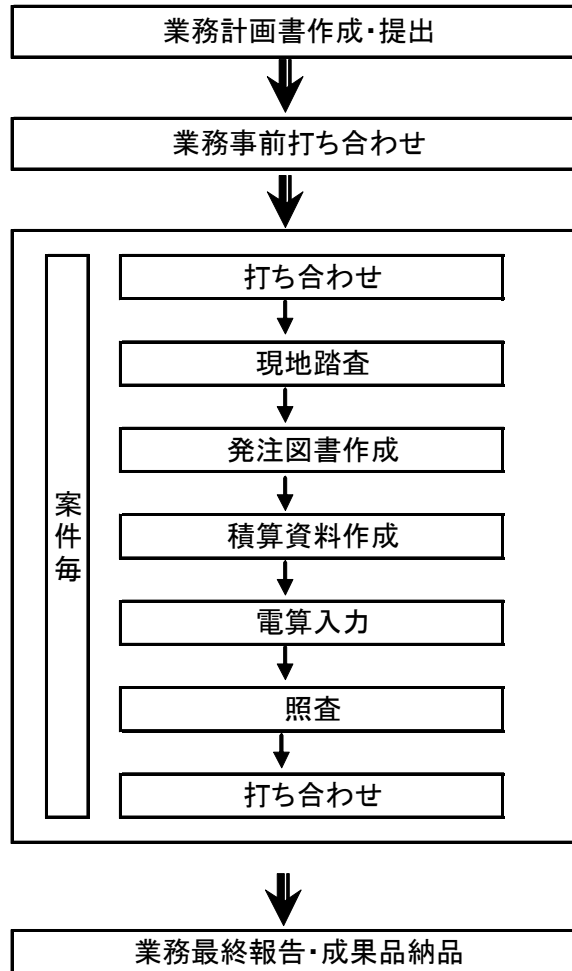 業務計画書作成・提出
業務事前打ち合わせ
案件毎
打ち合わせ
現地踏査
発注図書作成
積算資料作成
電算入力
照査
打ち合わせ
業務最終報告・成果品納品